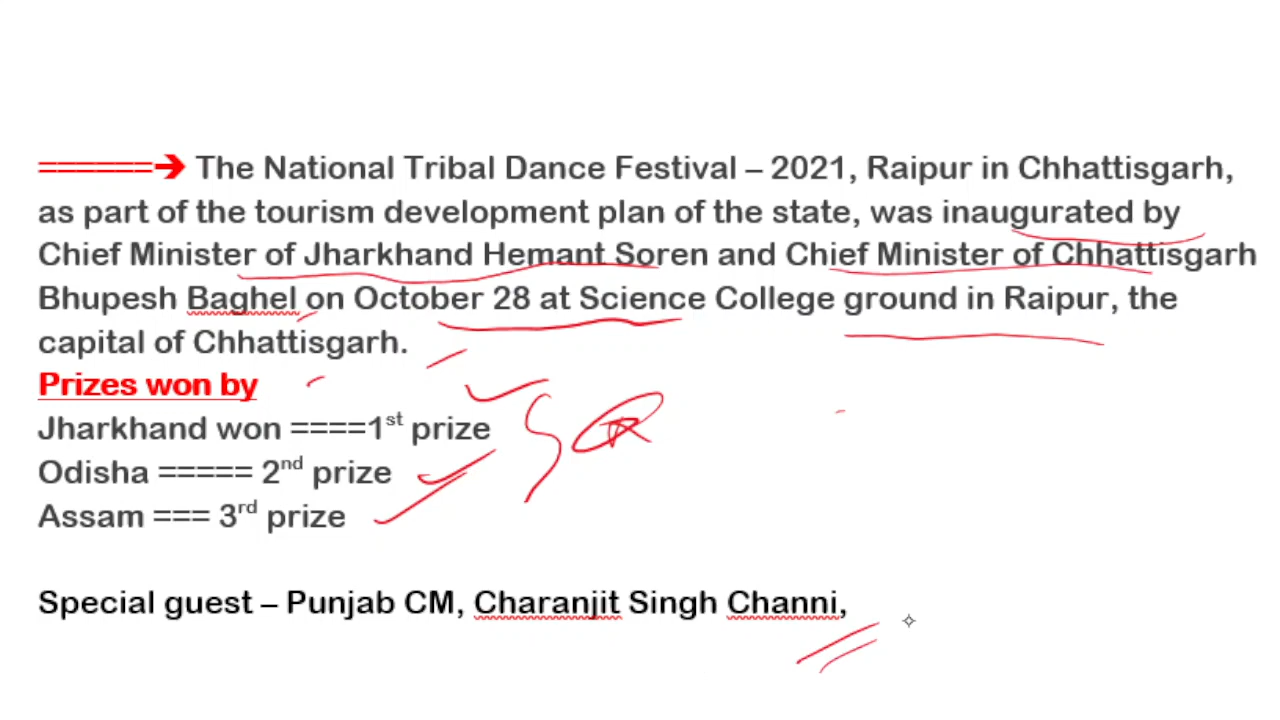 ======➔ The National Tribal Dance Festival – 2021, Raipur in Chhattisgarh,
as part of the tourism development plan of the state, was inaugurated by
Chief Minister of Jharkhand Hemant Soren and Chief Minister of Chhattisgarh
Bhupesh Baghel on October 28 at Science College ground in Raipur, the
capital of Chhattisgarh.
Prizes won by
Jharkhand won ====1st prize
Odisha ===== 2nd prize
Assam === 3rd prize
Special guest – Punjab CM, Charanjit Singh Channi,